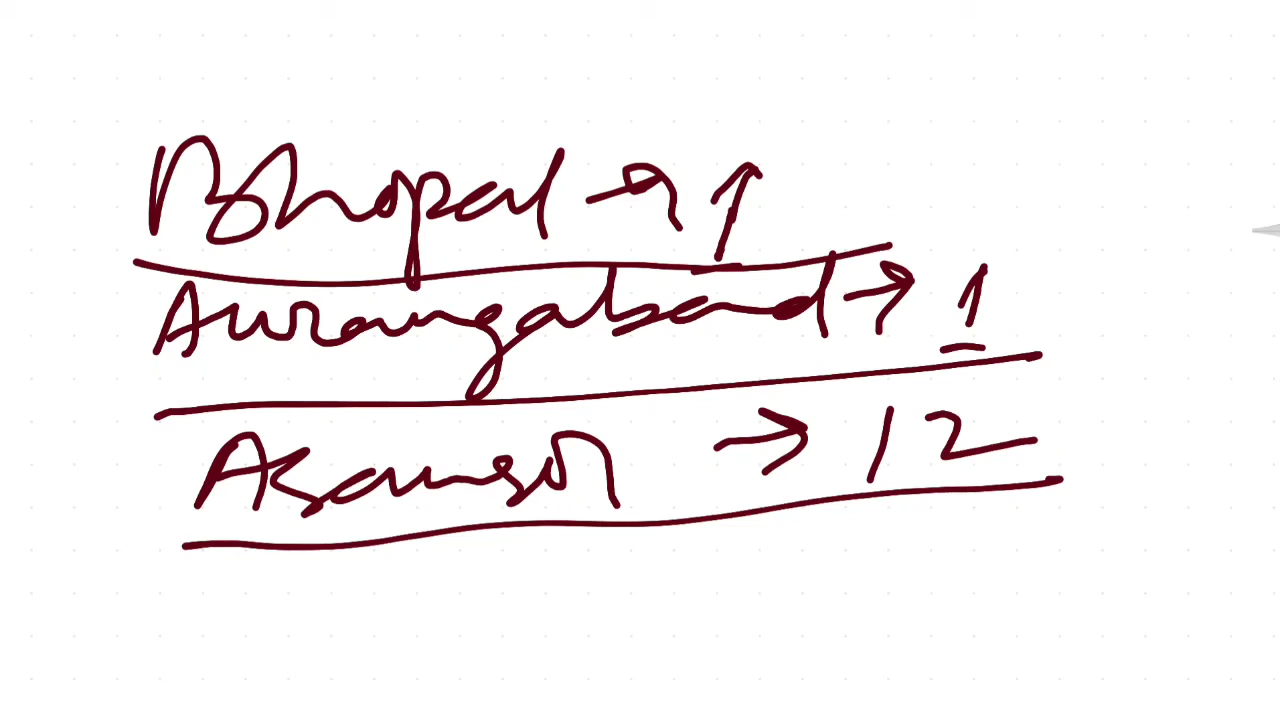 Bhopal → 1
Aurangabad → 1
Asansol → 12